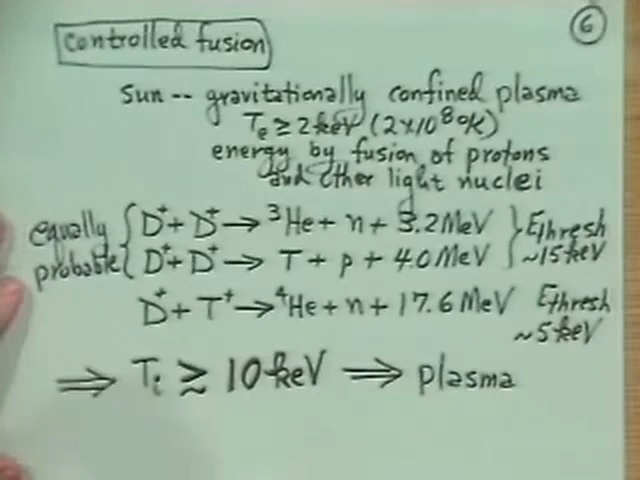 6
Controlled fusion
Sun -- gravitationally confined plasma
Te ≥ 2 keV (2×10⁸ °K)
energy by fusion of protons
and other light nuclei
equally probable { D⁺ + D⁺ → ³He + n + 3.2 MeV } Ethresh
D⁺ + D⁺ → T + p + 4.0 MeV ~15 keV
D⁺ + T⁺ → ⁴He + n + 17.6 MeV Ethresh
~5 keV
⇒ Ti ≳ 10 keV ⇒ plasma